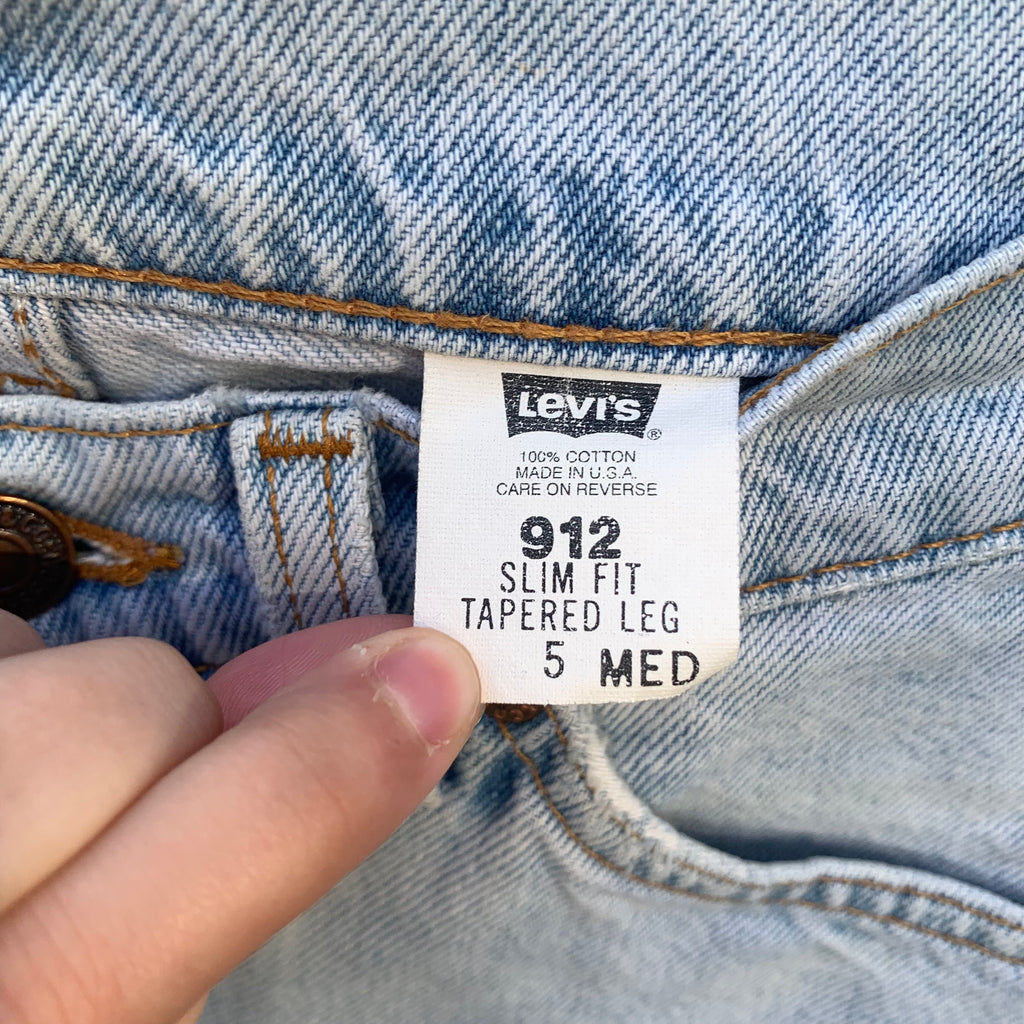 Levi's ®
100% COTTON
MADE IN U.S.A.
CARE ON REVERSE
912
SLIM FIT
TAPERED LEG
5 MED